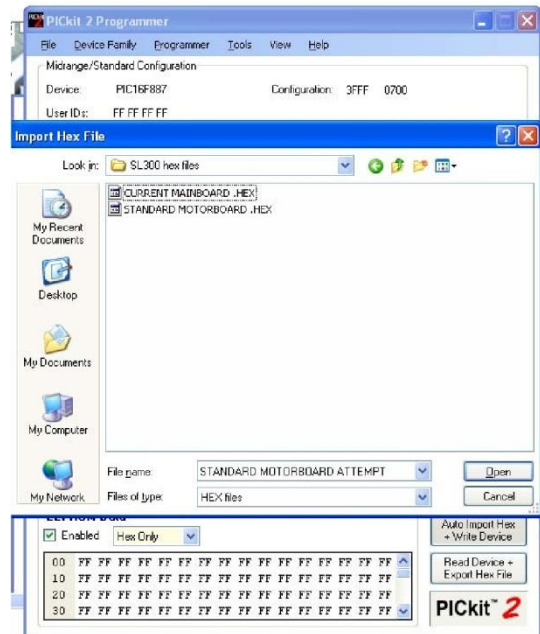 PICkit 2 Programmer
File Device Family Programmer Tools View Help
Midrange/Standard Configuration
Device: PIC16F887 Configuration: 3FFF 0700
User IDs: FF FF FF FF
Import Hex File
Look in: SL300 hex files
CURRENT MAINBOARD .HEX
STANDARD MOTORBOARD .HEX
My Recent
Documents
Desktop
My Documents
My Computer
My Network
File name: STANDARD MOTORBOARD ATTEMPT Open
Files of type: HEX files Cancel
Enabled Hex Only
Auto Import Hex
+ Write Device
Read Device +
Export Hex File
00 FF FF FF FF FF FF FF FF FF FF FF FF FF FF FF FF
10 FF FF FF FF FF FF FF FF FF FF FF FF FF FF FF FF
20 FF FF FF FF FF FF FF FF FF FF FF FF FF FF FF FF
30 FF FF FF FF FF FF FF FF FF FF FF FF FF FF FF FF
PICkit™ 2